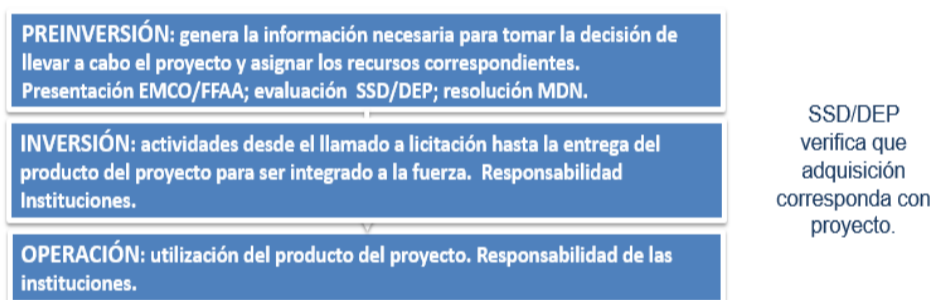 PREINVERSIÓN: genera la información necesaria para tomar la decisión de
llevar a cabo el proyecto y asignar los recursos correspondientes.
Presentación EMCO/FFAA; evaluación SSD/DEP; resolución MDN.
INVERSIÓN: actividades desde el llamado a licitación hasta la entrega del
producto del proyecto para ser integrado a la fuerza. Responsabilidad
Instituciones.
OPERACIÓN: utilización del producto del proyecto. Responsabilidad de las
instituciones.
SSD/DEP
verifica que
adquisición
corresponda con
proyecto.